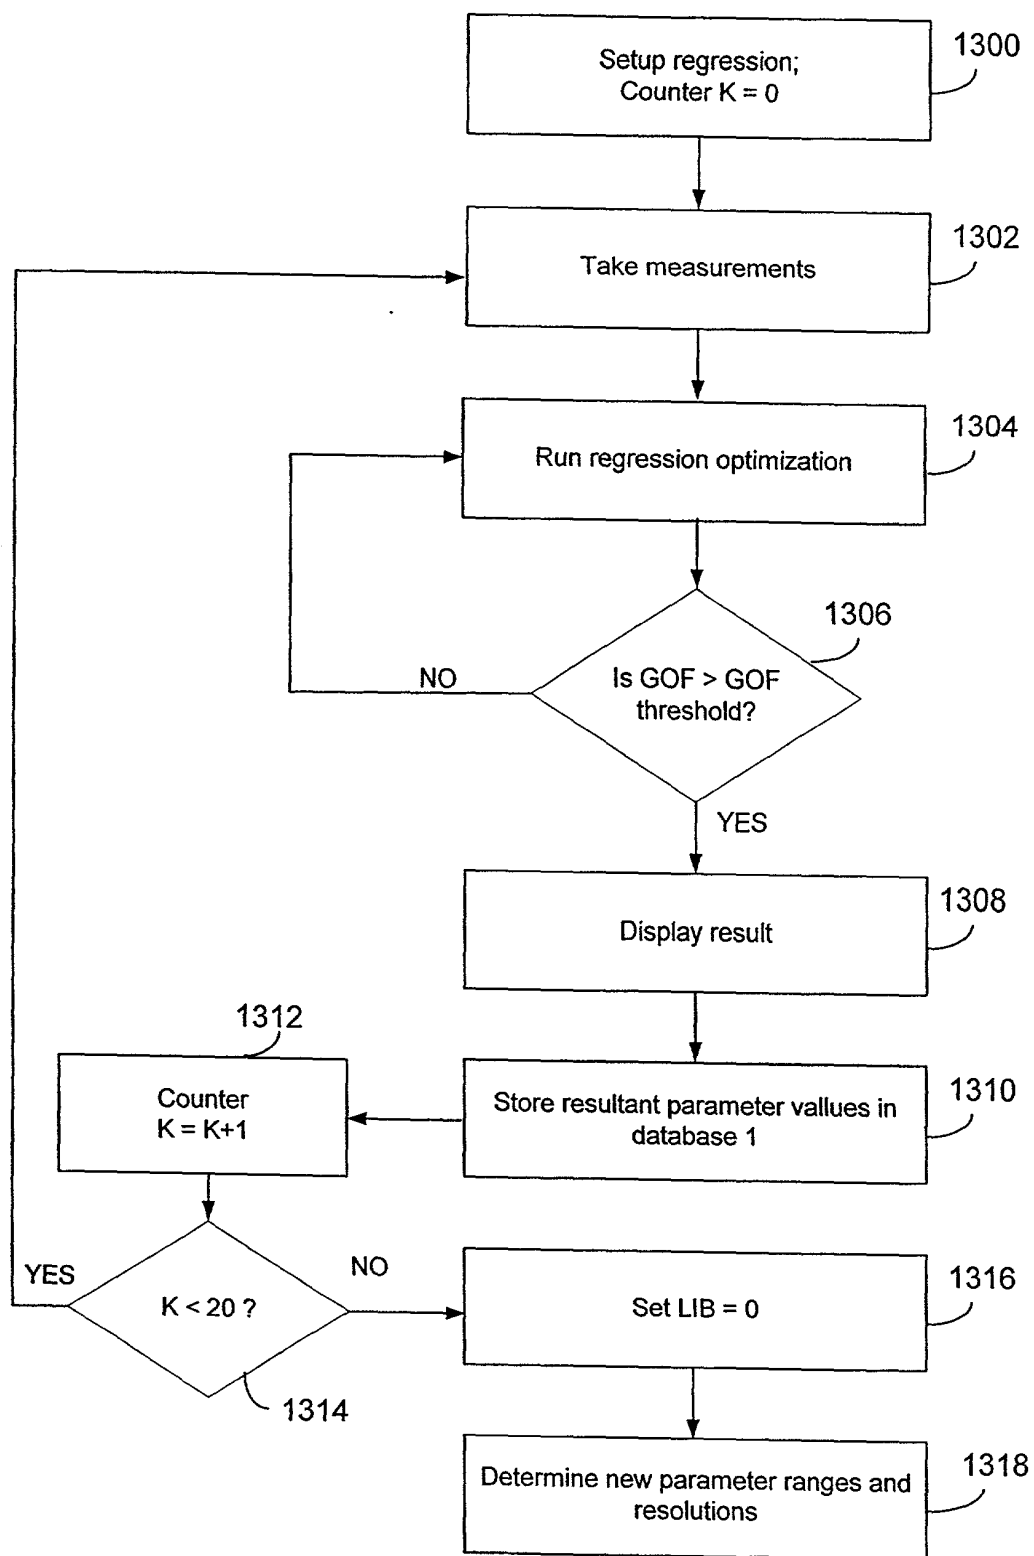 Setup regression;
Counter K = 0
1300
Take measurements
1302
Run regression optimization
1304
Is GOF > GOF
threshold?
1306
NO
YES
Display result
1308
Store resultant parameter vallues in
database 1
1310
1312
Counter
K = K+1
K < 20 ?
YES
NO
1314
Set LIB = 0
1316
Determine new parameter ranges and
resolutions
1318